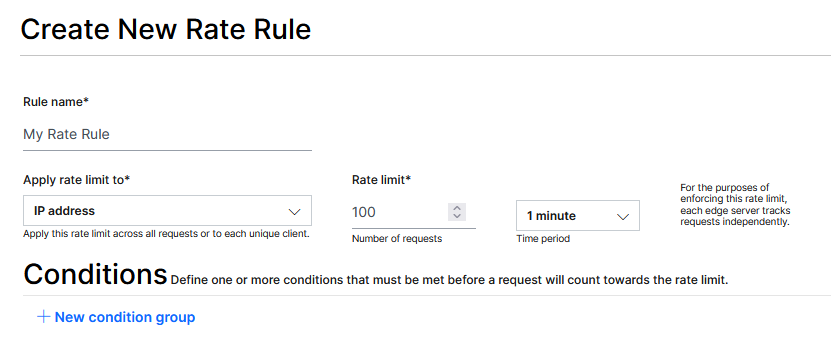 Create New Rate Rule
Rule name*
My Rate Rule
Apply rate limit to*
IP address
Apply this rate limit across all requests or to each unique client.
Rate limit*
100
Number of requests
1 minute
Time period
For the purposes of
enforcing this rate limit,
each edge server tracks
requests independently.
Conditions Define one or more conditions that must be met before a request will count towards the rate limit.
+ New condition group